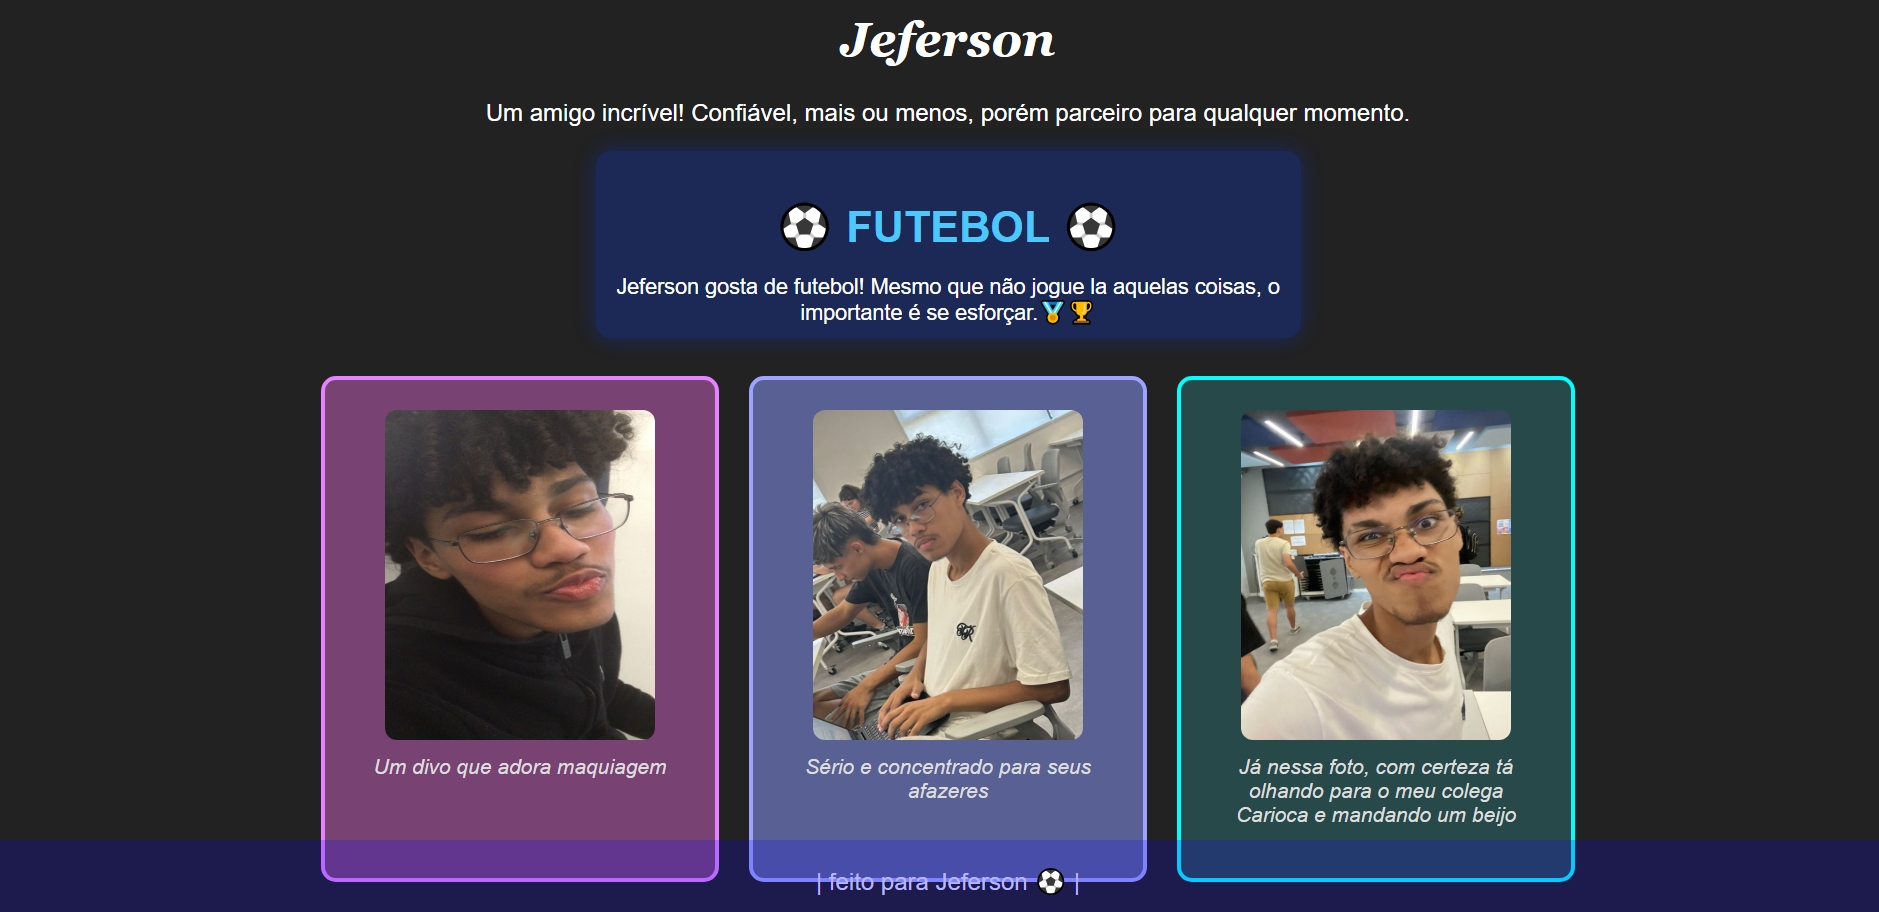 Jeferson
Um amigo incrível! Confiável, mais ou menos, porém parceiro para qualquer momento.
⚽ FUTEBOL ⚽
Jeferson gosta de futebol! Mesmo que não jogue la aquelas coisas, o
importante é se esforçar.🏅🏆
Um divo que adora maquiagem
Sério e concentrado para seus
afazeres
Já nessa foto, com certeza tá
olhando para o meu colega
Carioca e mandando um beijo
| feito para Jeferson ⚽ |